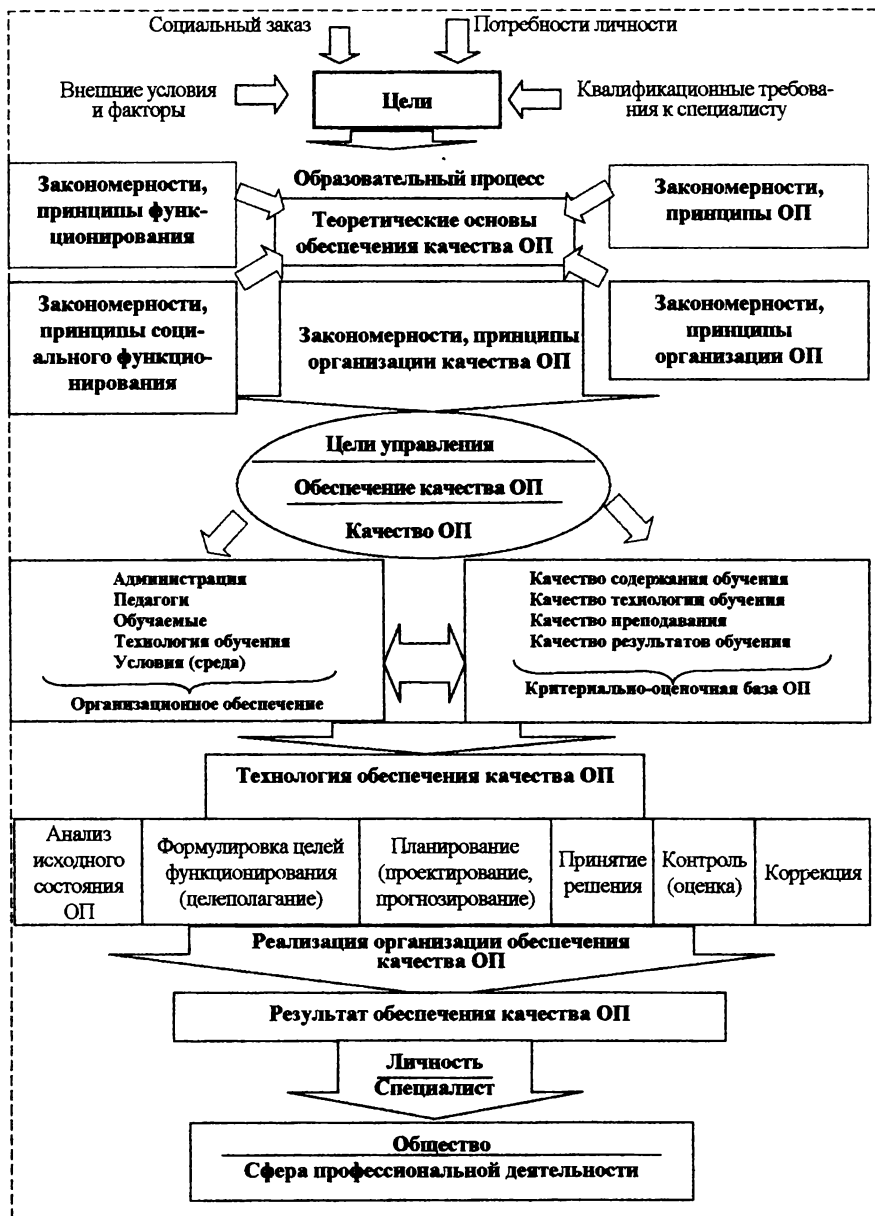 Социальный заказ
Потребности личности
Внешние условия
и факторы
Цели
Квалификационные требова-
ния к специалисту
Закономерности,
принципы функ-
ционирования
Образовательный процесс
Теоретические основы
обеспечения качества ОП
Закономерности,
принципы ОП
Закономерности,
принципы соци-
ального функцио-
нирования
Закономерности, принципы
организации качества ОП
Закономерности,
принципы
организации ОП
Цели управления
Обеспечение качества ОП
Качество ОП
Администрация
Педагоги
Обучаемые
Технология обучения
Условия (среда)
Организационное обеспечение
Качество содержания обучения
Качество технологии обучения
Качество преподавания
Качество результатов обучения
Критериально-оценочная база ОП
Технология обеспечения качества ОП
Анализ
исходного
состояния
ОП
Формулировка целей
функционирования
(целеполагание)
Планирование
(проектирование,
прогнозирование)
Принятие
решения
Контроль
(оценка)
Коррекция
Реализация организации обеспечения
качества ОП
Результат обеспечения качества ОП
Личность
Специалист
Общество
Сфера профессиональной деятельности